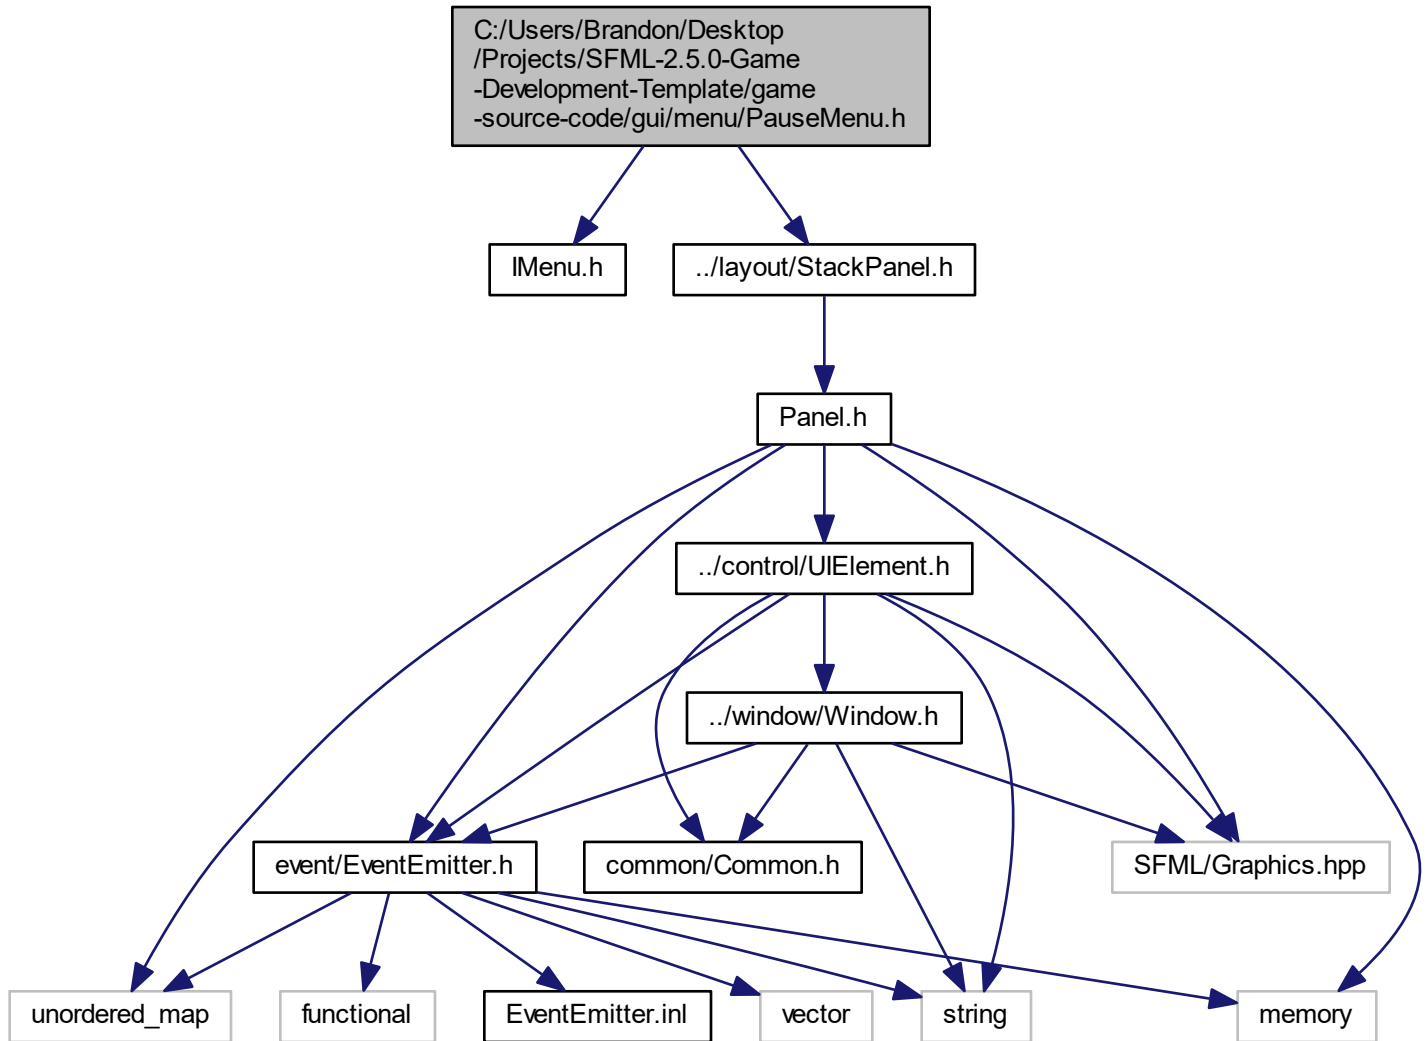 C:/Users/Brandon/Desktop
/Projects/SFML-2.5.0-Game
-Development-Template/game
-source-code/gui/menu/PauseMenu.h
IMenu.h
../layout/StackPanel.h
Panel.h
../control/UIElement.h
../window/Window.h
event/EventEmitter.h
common/Common.h
SFML/Graphics.hpp
unordered_map
functional
EventEmitter.inl
vector
string
memory